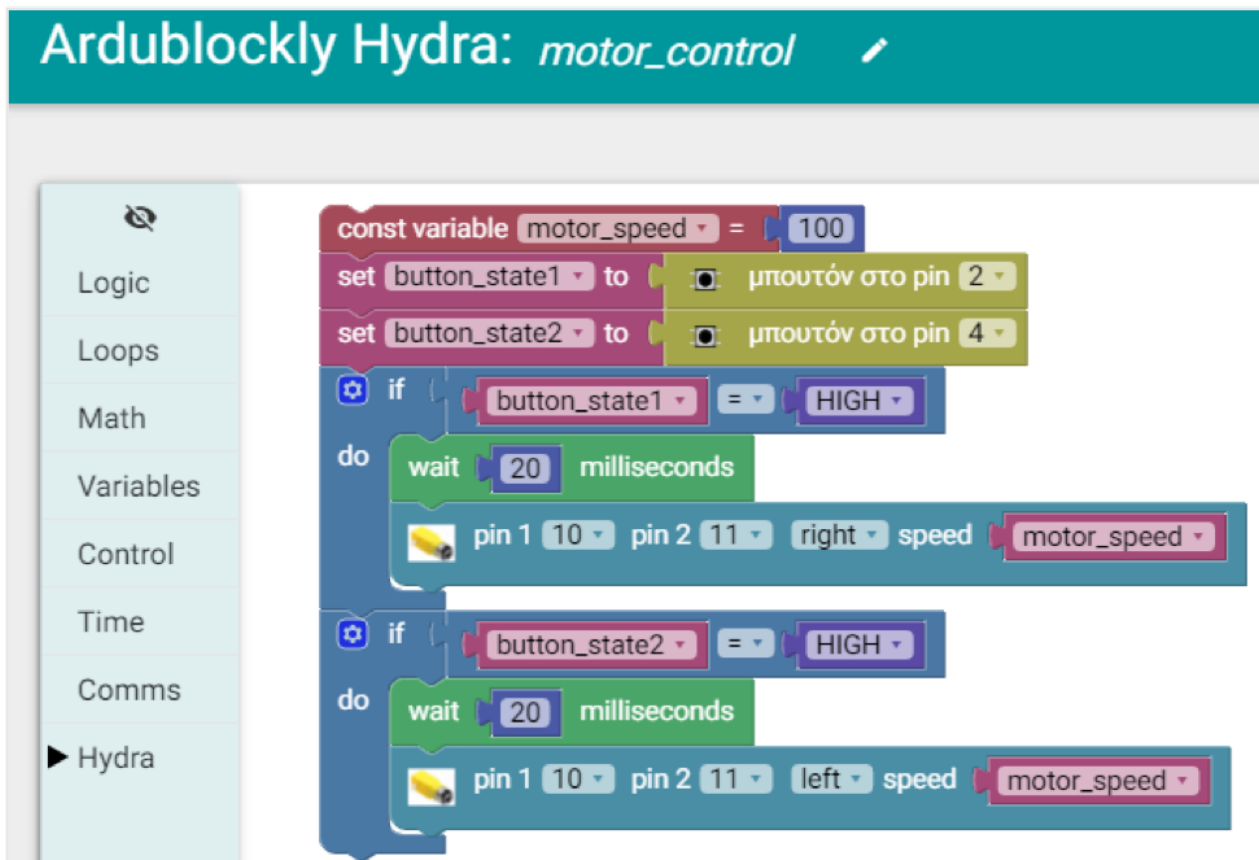 Ardublockly Hydra: motor_control
Logic
Loops
Math
Variables
Control
Time
Comms
Hydra
const variable motor_speed = 100
set button_state1 to μπουτόν στο pin 2
set button_state2 to μπουτόν στο pin 4
if button_state1 = HIGH
do wait 20 milliseconds
pin 1 10 pin 2 11 right speed motor_speed
if button_state2 = HIGH
do wait 20 milliseconds
pin 1 10 pin 2 11 left speed motor_speed